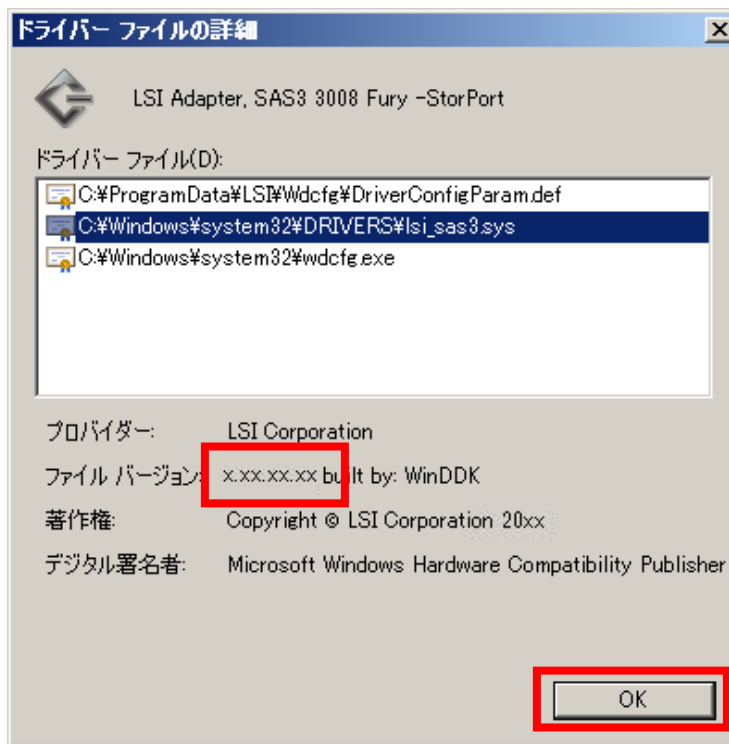 ドライバー ファイルの詳細
LSI Adapter, SAS3 3008 Fury -StorPort
ドライバー ファイル(D):
C:¥ProgramData¥LSI¥Wdcfg¥DriverConfigParam.def
C:¥Windows¥system32¥DRIVERS¥lsi_sas3.sys
C:¥Windows¥system32¥wdcfg.exe
プロバイダー: LSI Corporation
ファイル バージョン: x.xx.xx.xx built by: WinDDK
著作権: Copyright © LSI Corporation 20xx
デジタル署名者: Microsoft Windows Hardware Compatibility Publisher
OK